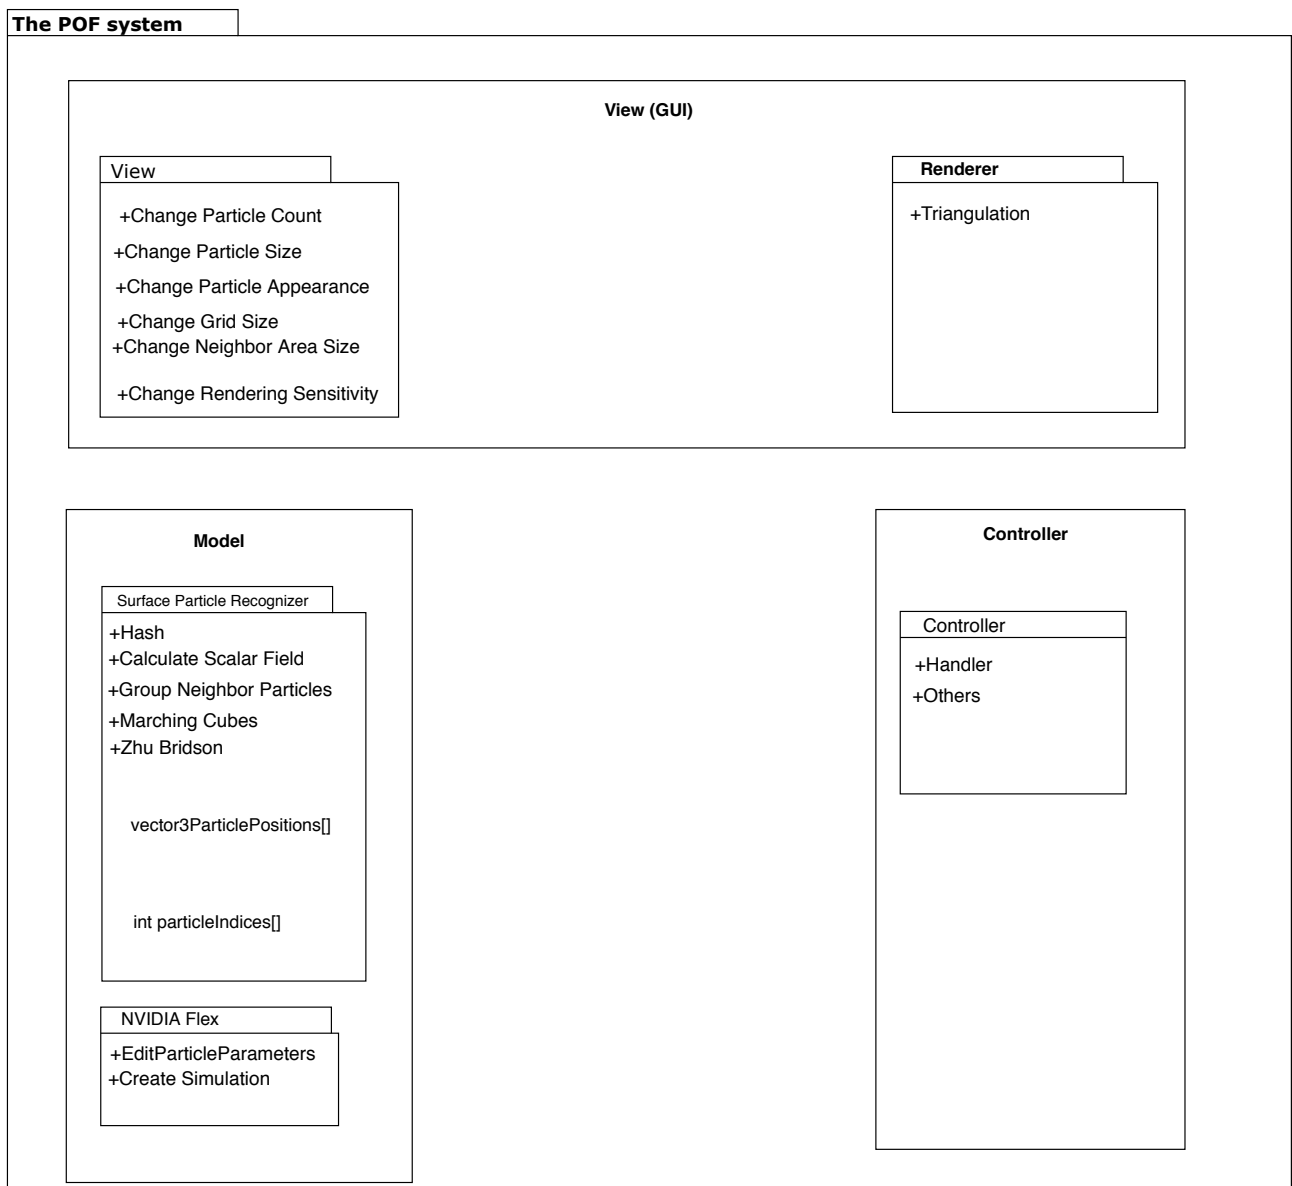 The POF system
View (GUI)
View
+Change Particle Count
+Change Particle Size
+Change Particle Appearance
+Change Grid Size
+Change Neighbor Area Size
+Change Rendering Sensitivity
Renderer
+Triangulation
Model
Surface Particle Recognizer
+Hash
+Calculate Scalar Field
+Group Neighbor Particles
+Marching Cubes
+Zhu Bridson
vector3ParticlePositions[]
int particleIndices[]
NVIDIA Flex
+EditParticleParameters
+Create Simulation
Controller
Controller
+Handler
+Others